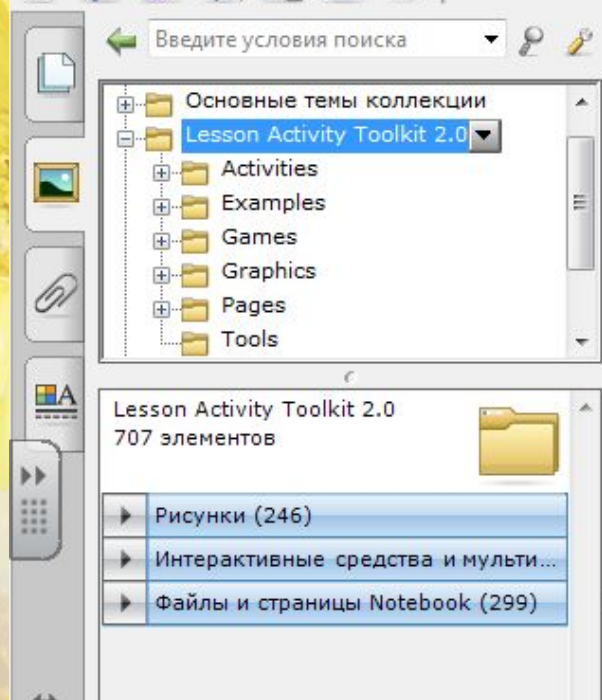 Введите условия поиска
Основные темы коллекции
Lesson Activity Toolkit 2.0
Activities
Examples
Games
Graphics
Pages
Tools
A
Lesson Activity Toolkit 2.0
707 элементов
Рисунки (246)
Интерактивные средства и мульти...
Файлы и страницы Notebook (299)